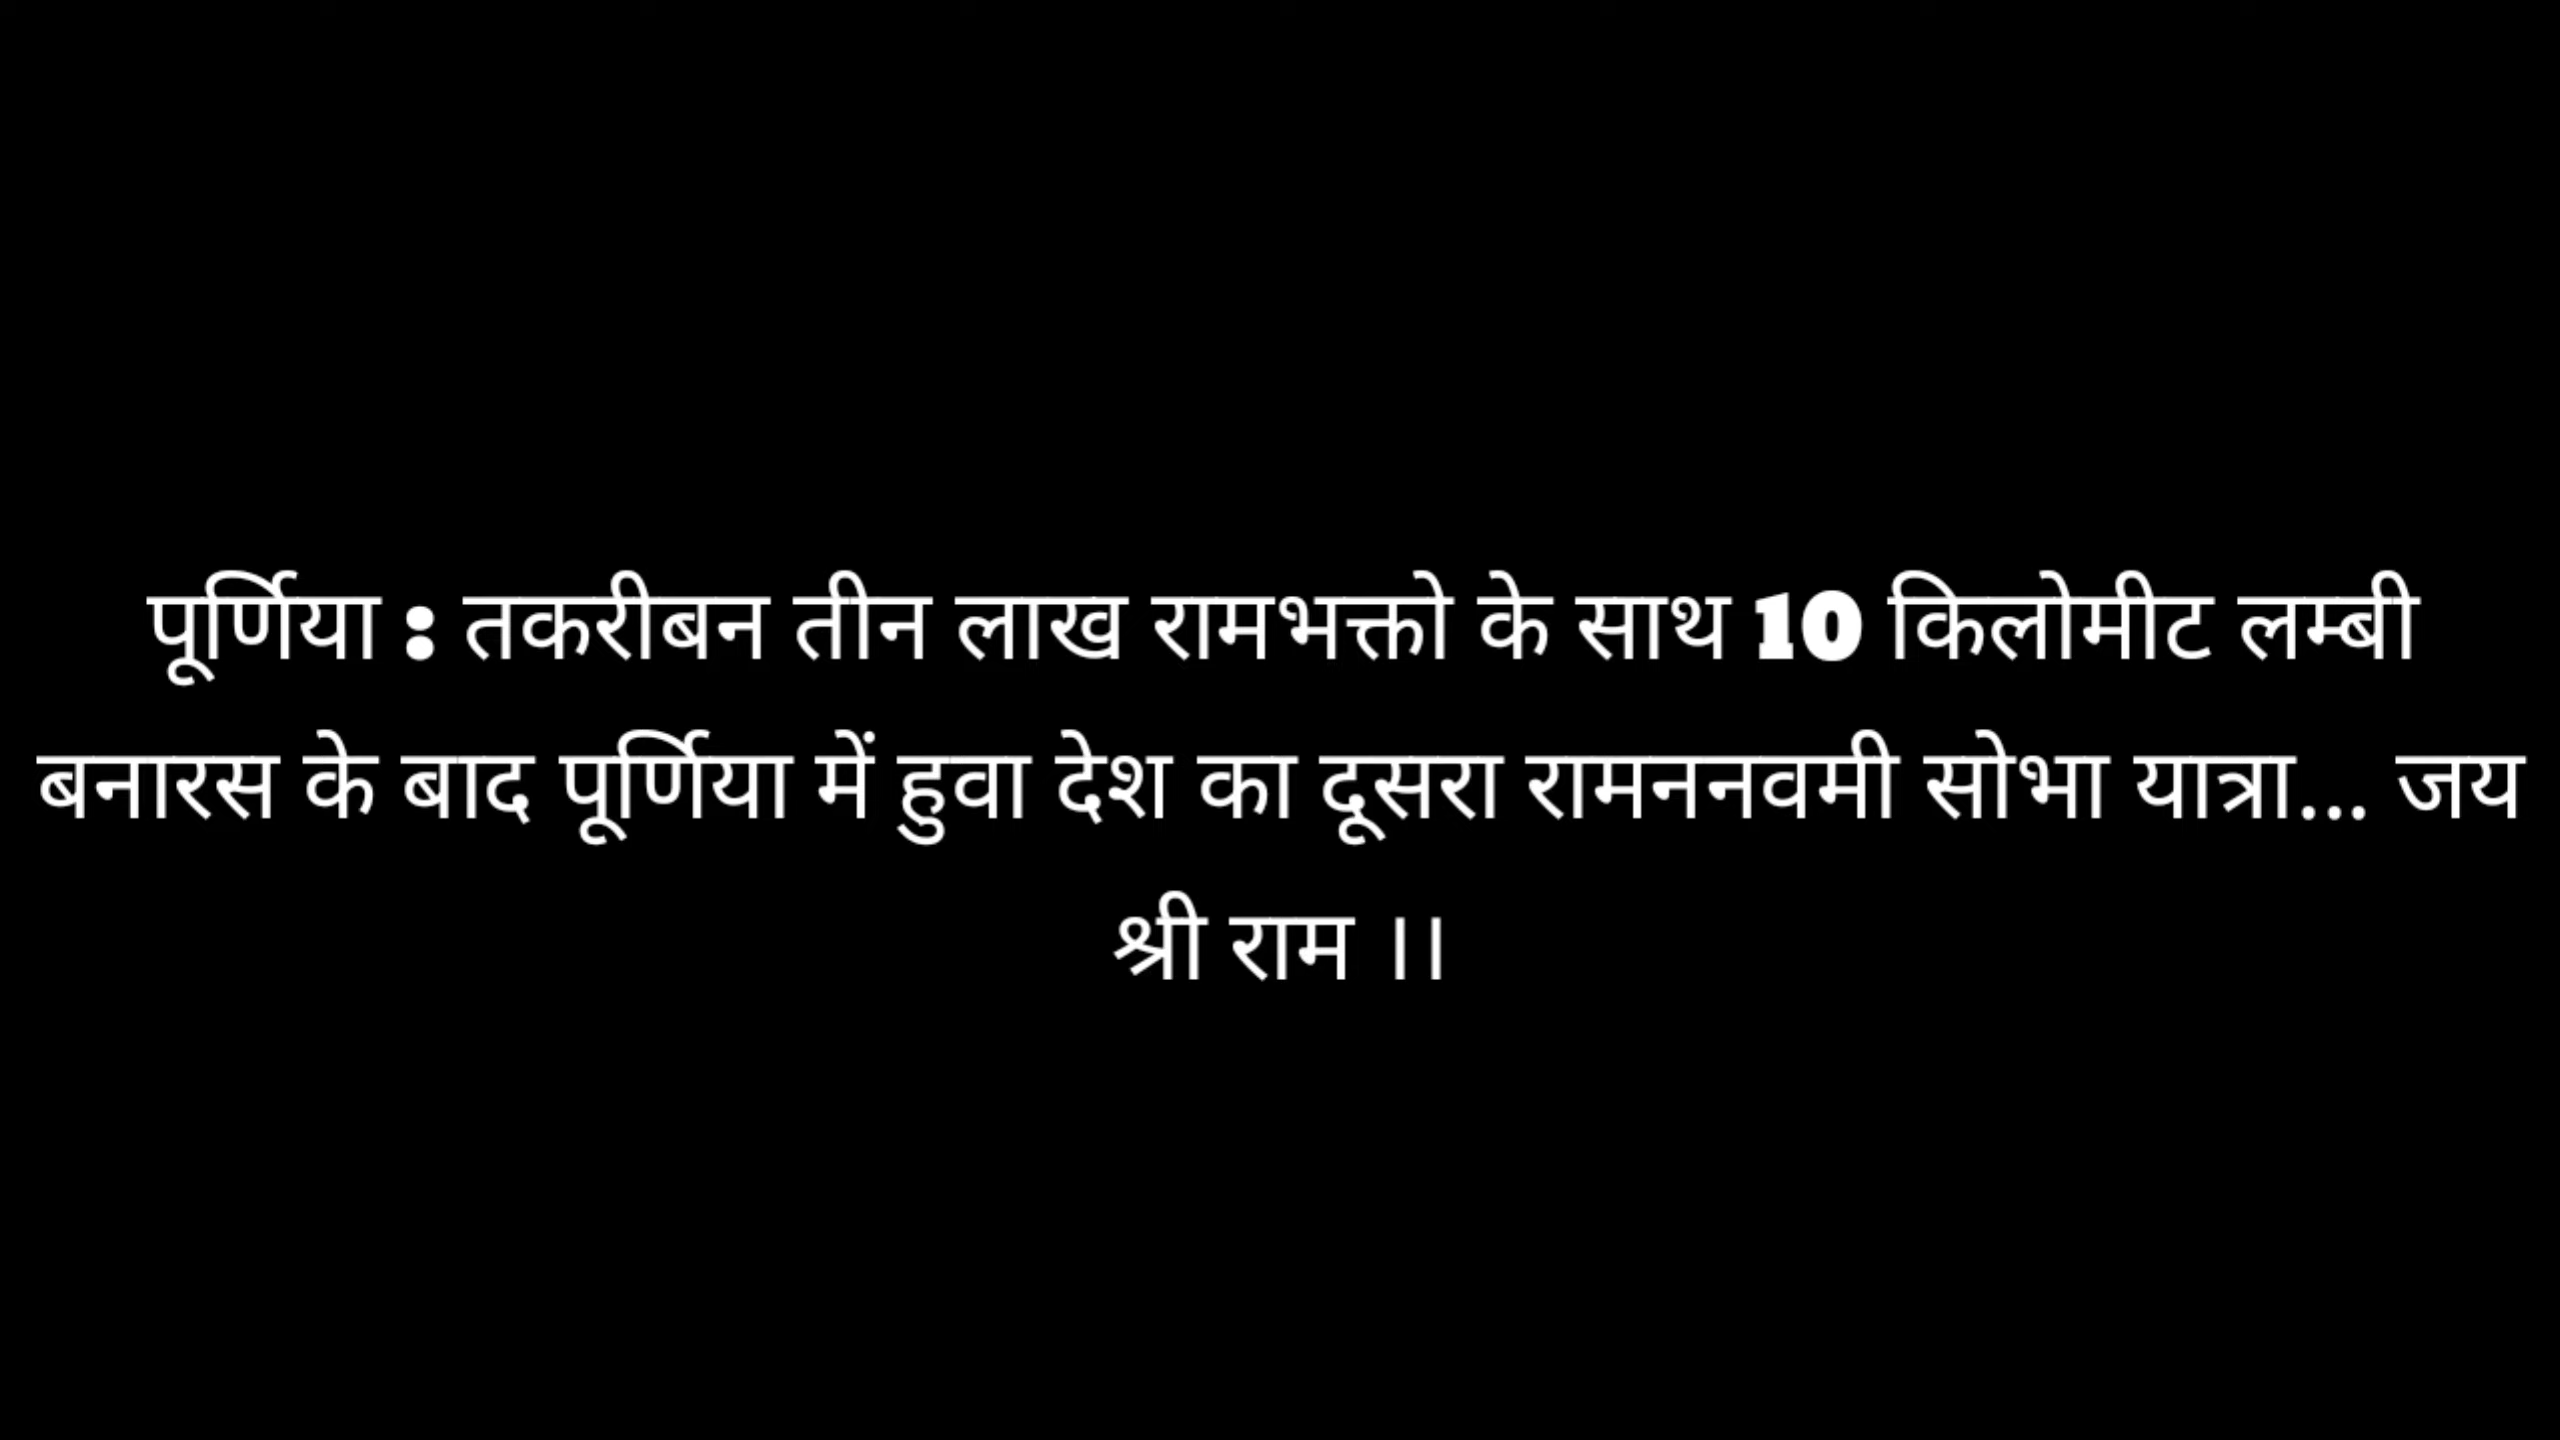 पूर्णिया : तकरीबन तीन लाख रामभक्तो के साथ 10 किलोमीट लम्बी
बनारस के बाद पूर्णिया में हुवा देश का दूसरा रामननवमी सोभा यात्रा... जय
श्री राम ।।